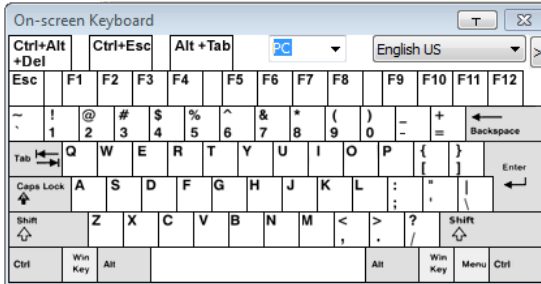 On-screen Keyboard
Ctrl+Alt +Del Ctrl+Esc Alt +Tab PC English US >
Esc F1 F2 F3 F4 F5 F6 F7 F8 F9 F10 F11 F12
~ ` ! 1 @ 2 # 3 $ 4 % 5 ^ 6 & 7 * 8 ( 9 ) 0 _ - + = Backspace
Tab Q W E R T Y U I O P { [ } ] Enter
Caps Lock A S D F G H J K L : ; " ' | \
Shift Z X C V B N M < , > . ? / Shift
Ctrl Win Key Alt Alt Win Key Menu Ctrl